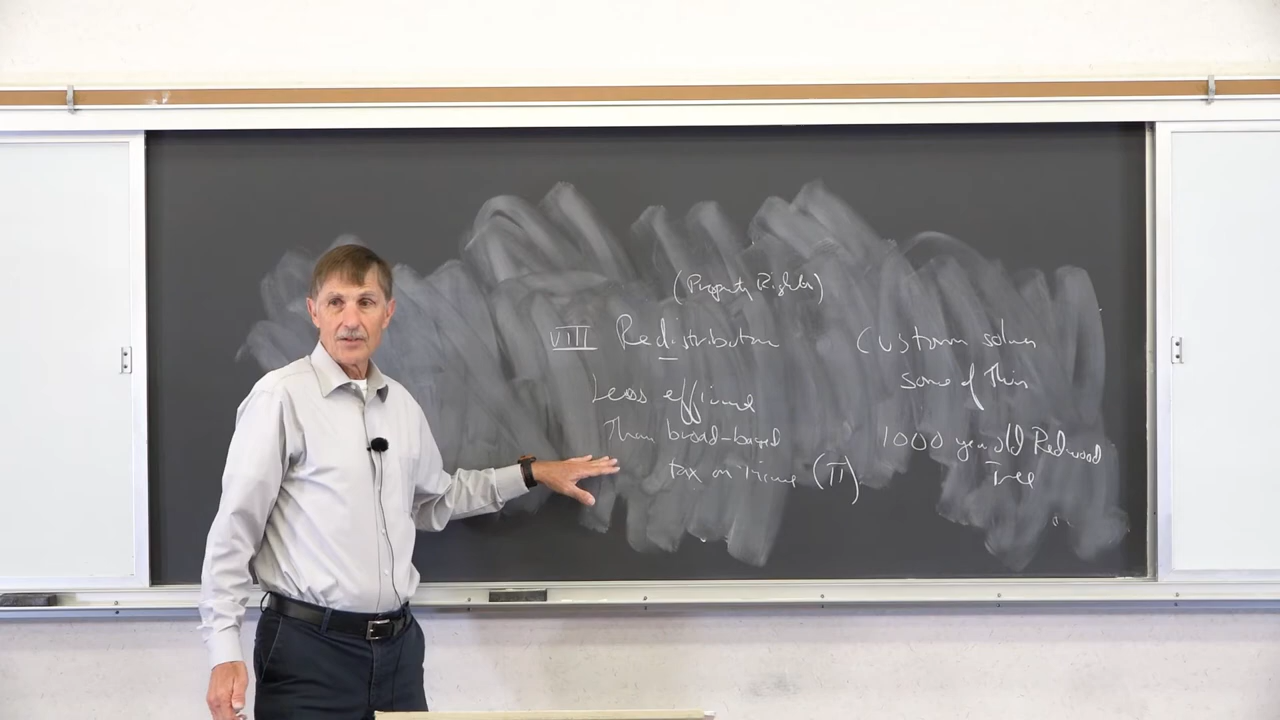 (Property Rights)
VIII Redistribution
Less efficient
Than broad-based
tax on income (II)
Custom solves
some of this
1000 year old Redwood
Tree